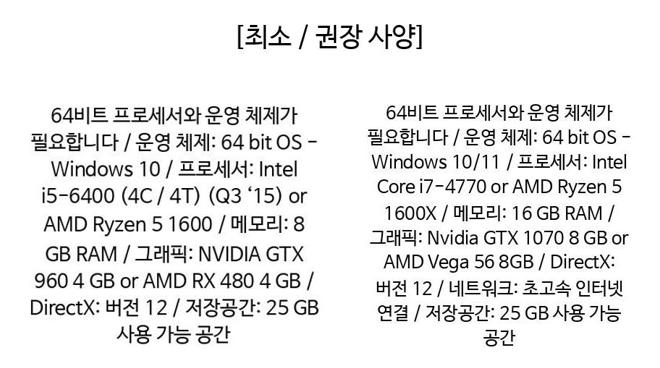 [최소 / 권장 사양]
64비트 프로세서와 운영 체제가
필요합니다 / 운영 체제: 64 bit OS –
Windows 10 / 프로세서: Intel
i5-6400 (4C / 4T) (Q3 ‘15) or
AMD Ryzen 5 1600 / 메모리: 8
GB RAM / 그래픽: NVIDIA GTX
960 4 GB or AMD RX 480 4 GB /
DirectX: 버전 12 / 저장공간: 25 GB
사용 가능 공간
64비트 프로세서와 운영 체제가
필요합니다 / 운영 체제: 64 bit OS –
Windows 10/11 / 프로세서: Intel
Core i7-4770 or AMD Ryzen 5
1600X / 메모리: 16 GB RAM /
그래픽: Nvidia GTX 1070 8 GB or
AMD Vega 56 8GB / DirectX:
버전 12 / 네트워크: 초고속 인터넷
연결 / 저장공간: 25 GB 사용 가능
공간